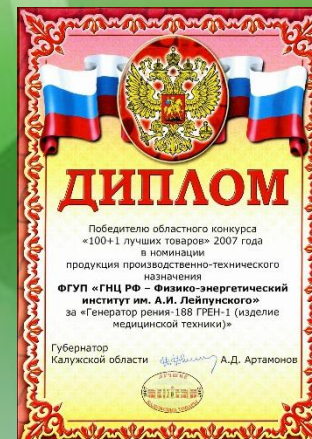 ДИПЛОМ
Победителю областного конкурса
«100+1 лучших товаров» 2007 года
в номинации
продукция производственно-технического
назначения
ФГУП «ГНЦ РФ – Физико-энергетический
институт им. А.И. Лейпунского»
за «Генератор рения-188 ГРЕН-1 (изделие
медицинской техники)»
Губернатор
Калужской области А.Д. Артамонов
ЛУЧШИЕ